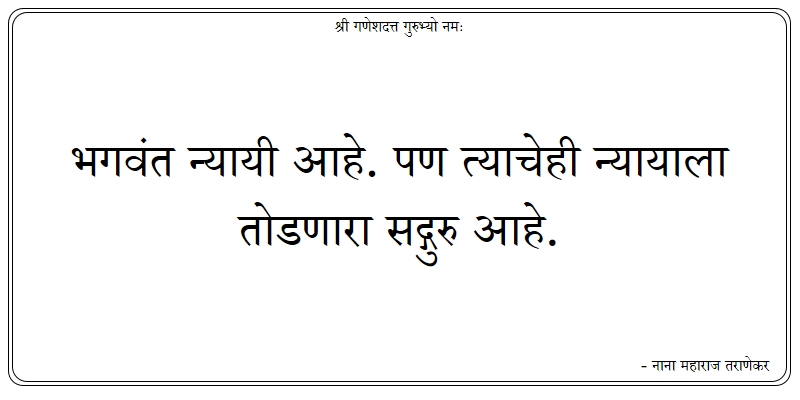 श्री गणेशदत्त गुरुभ्यो नमः
भगवंत न्यायी आहे. पण त्याचेही न्यायाला
तोडणारा सद्गुरु आहे.
- नाना महाराज तराणेकर